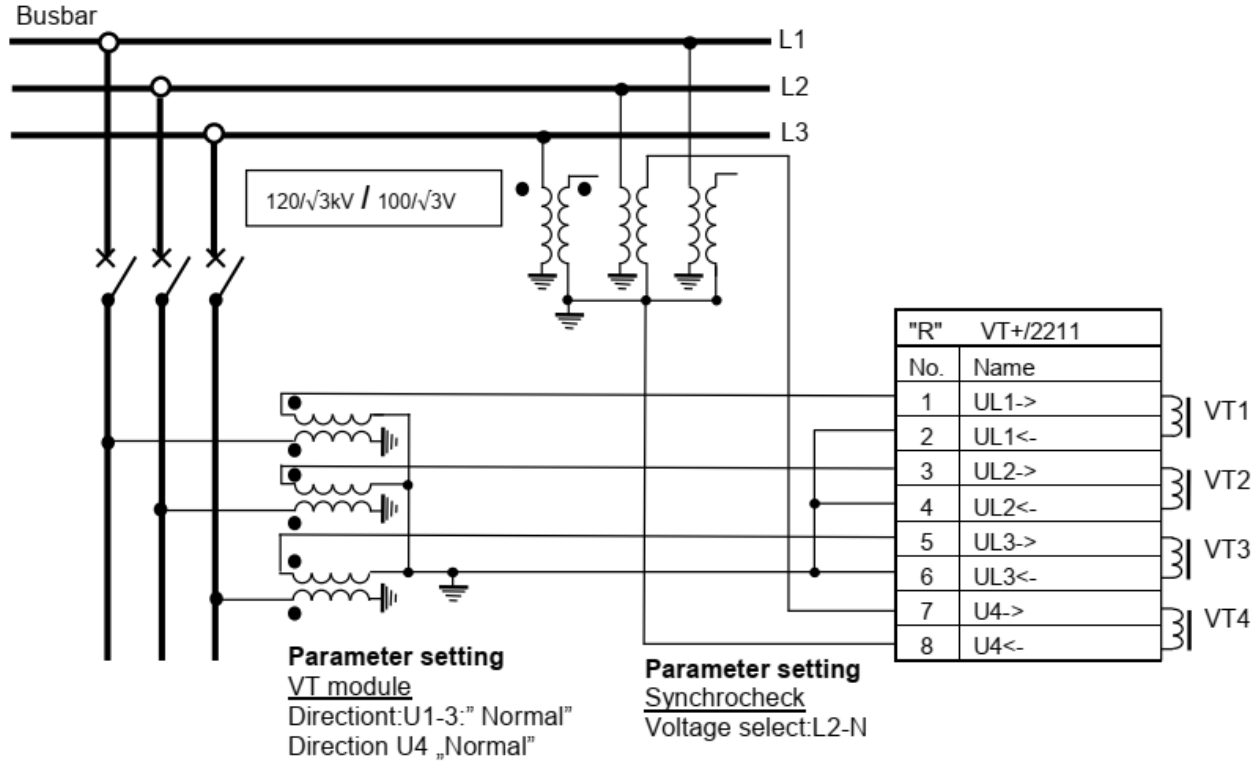 Busbar
L1
L2
L3
120/√3kV / 100/√3V
"R" VT+/2211
No. Name
1 UL1->
2 UL1<-
VT1
3 UL2->
4 UL2<-
VT2
5 UL3->
6 UL3<-
VT3
7 U4->
8 U4<-
VT4
Parameter setting
VT module
Directiont:U1-3:” Normal”
Direction U4 „Normal”
Parameter setting
Synchrocheck
Voltage select:L2-N